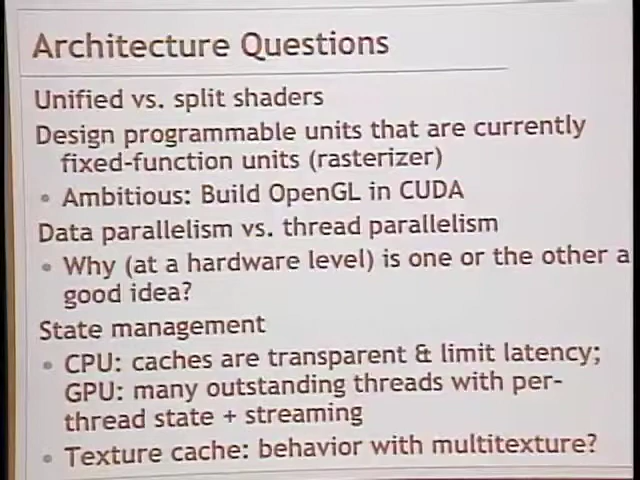 Architecture Questions
Unified vs. split shaders
Design programmable units that are currently
fixed-function units (rasterizer)
• Ambitious: Build OpenGL in CUDA
Data parallelism vs. thread parallelism
• Why (at a hardware level) is one or the other a
good idea?
State management
• CPU: caches are transparent & limit latency;
GPU: many outstanding threads with per-
thread state + streaming
• Texture cache: behavior with multitexture?